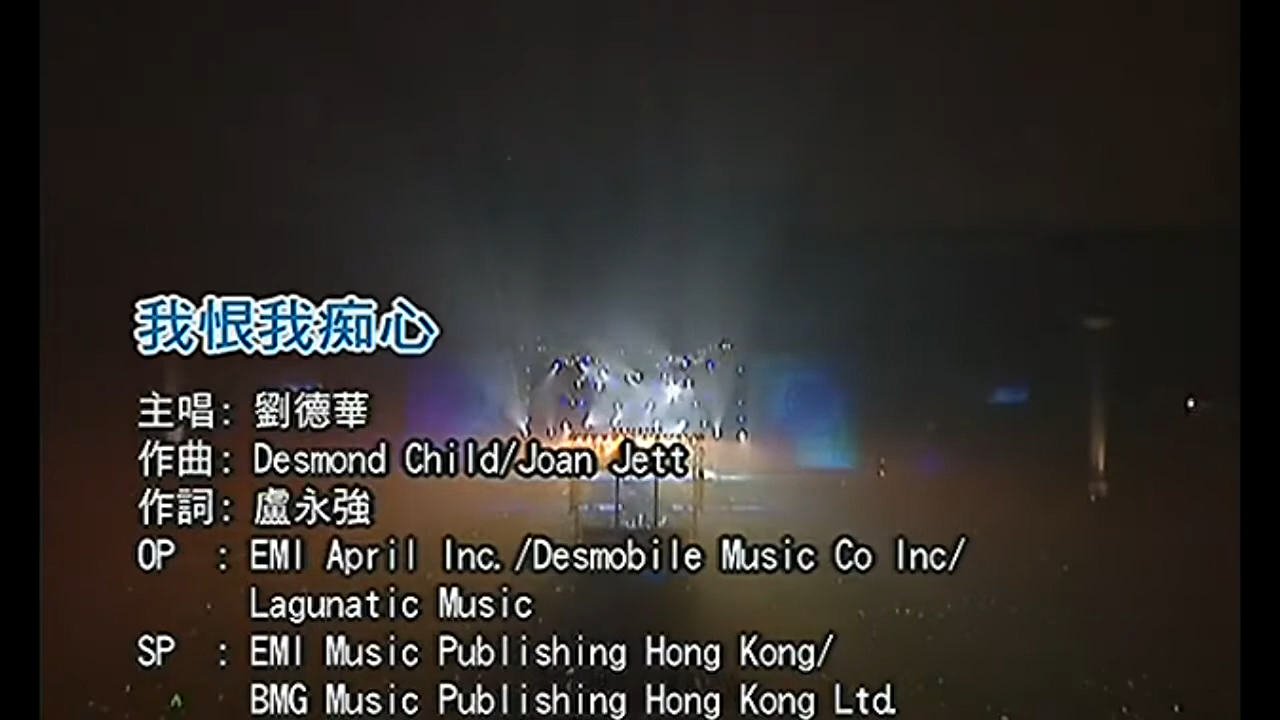 我恨我痴心
主唱: 劉德華
作曲: Desmond Child/Joan Jett
作詞: 盧永強
OP : EMI April Inc./Desmobile Music Co Inc/
Lagunatic Music
SP : EMI Music Publishing Hong Kong/
BMG Music Publishing Hong Kong Ltd.